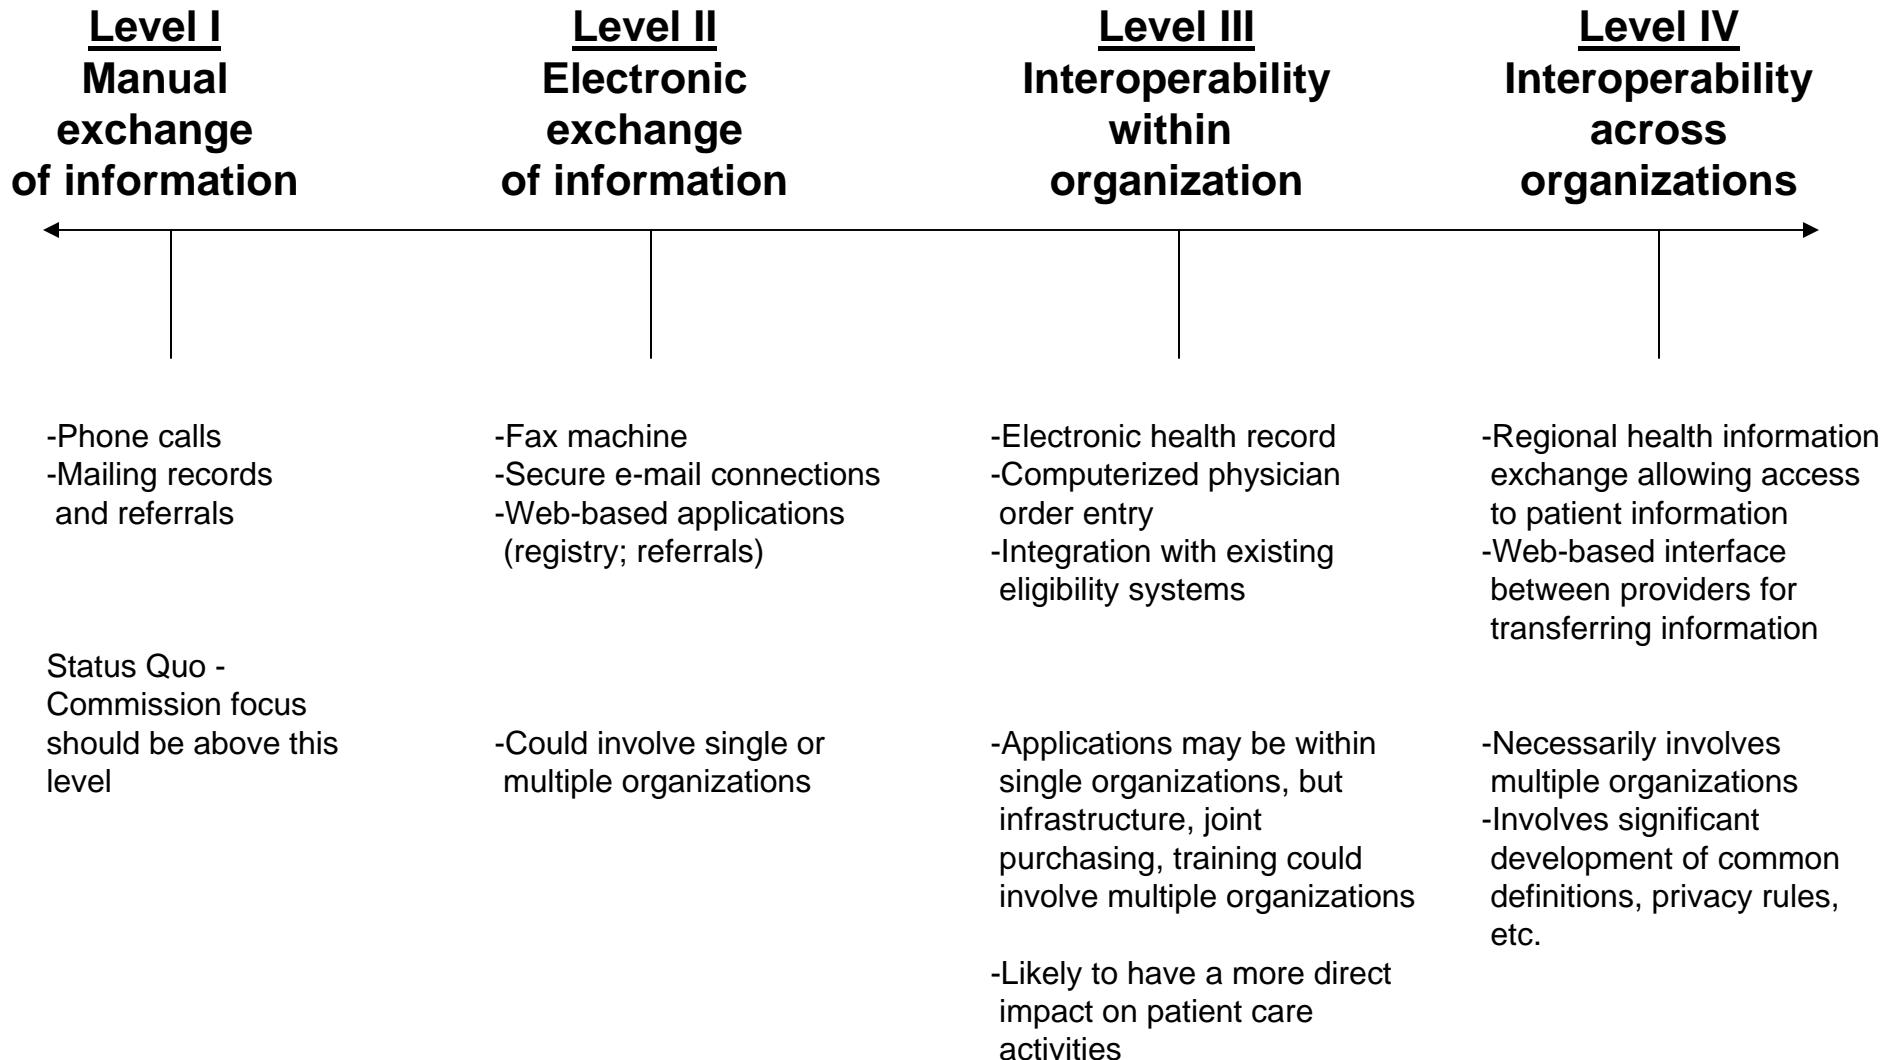 Level I
Manual
exchange
of information
Level II
Electronic
exchange
of information
Level III
Interoperability
within
organization
Level IV
Interoperability
across
organizations
-Phone calls
-Mailing records
and referrals
Status Quo -
Commission focus
should be above this
level
-Fax machine
-Secure e-mail connections
-Web-based applications
(registry; referrals)
-Could involve single or
multiple organizations
-Electronic health record
-Computerized physician
order entry
-Integration with existing
eligibility systems
-Applications may be within
single organizations, but
infrastructure, joint
purchasing, training could
involve multiple organizations
-Likely to have a more direct
impact on patient care
activities
-Regional health information
exchange allowing access
to patient information
-Web-based interface
between providers for
transferring information
-Necessarily involves
multiple organizations
-Involves significant
development of common
definitions, privacy rules,
etc.